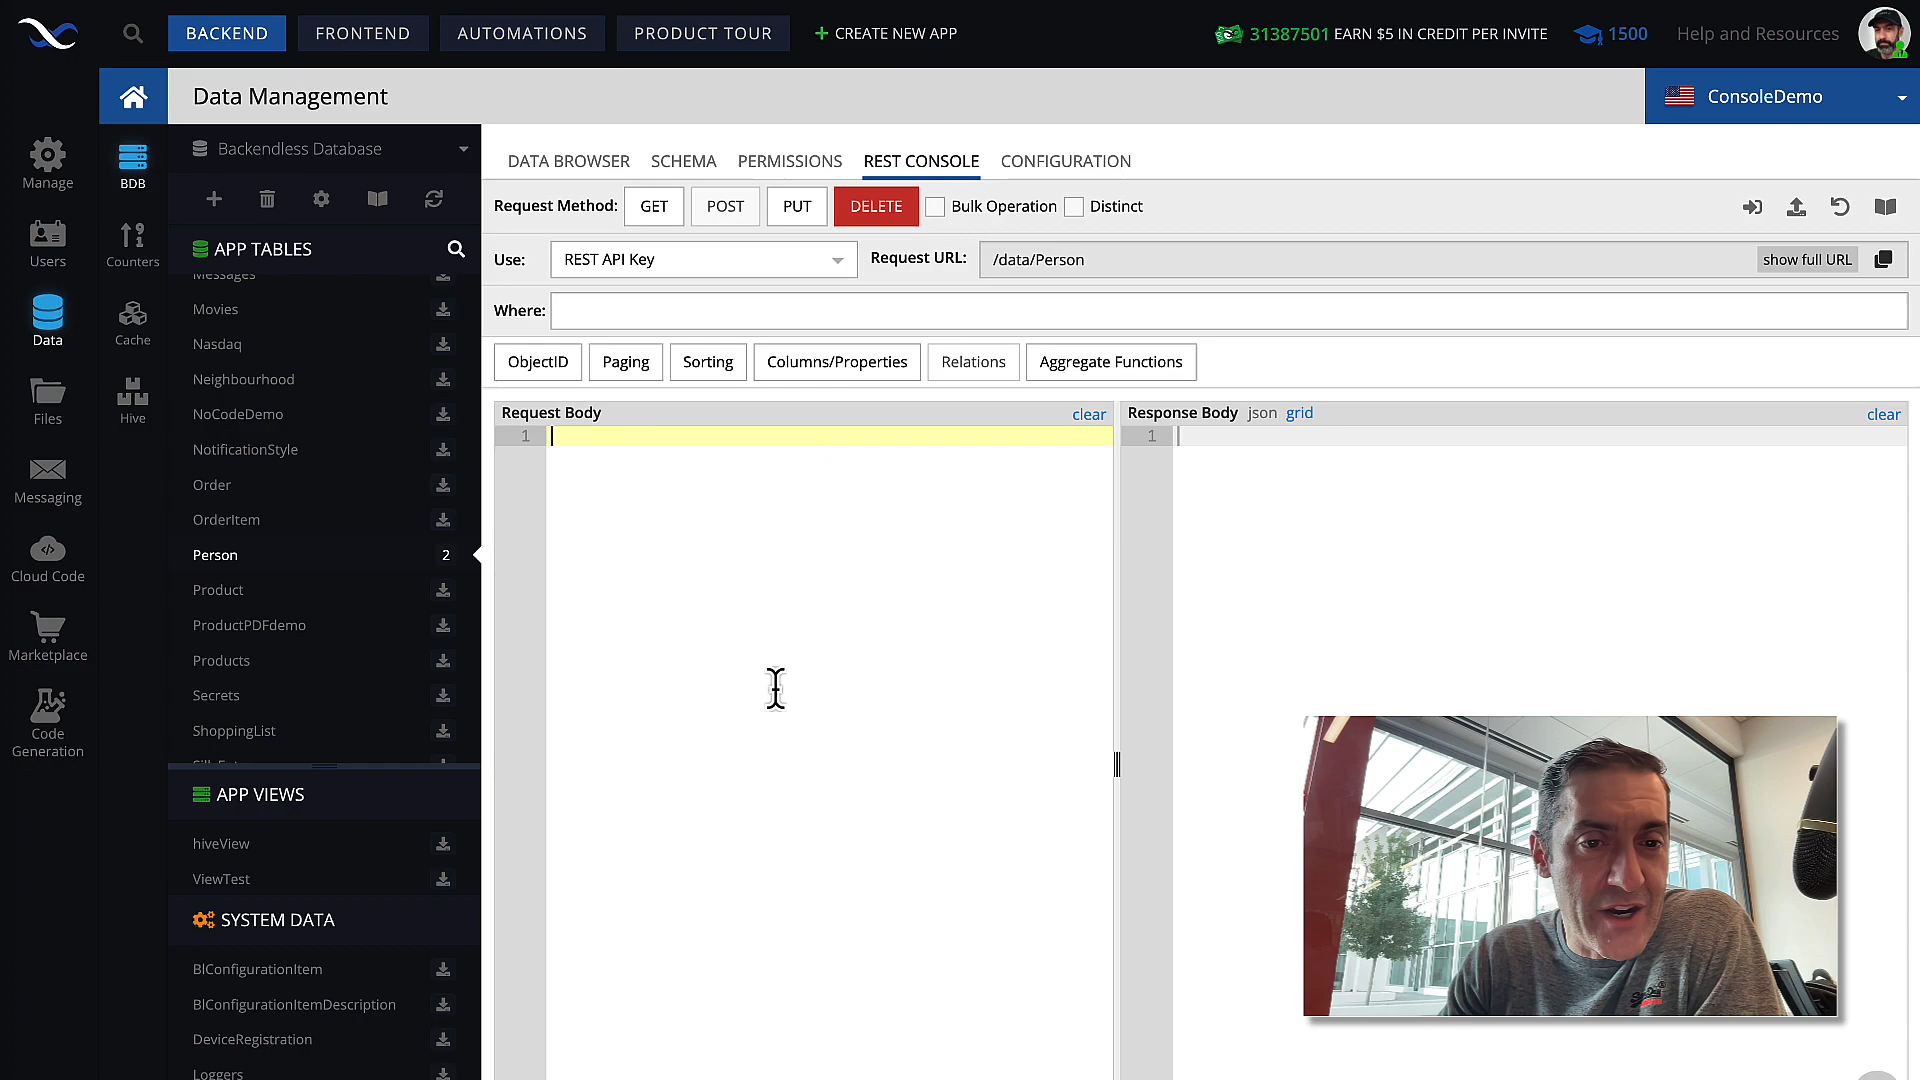 BACKEND
FRONTEND
AUTOMATIONS
PRODUCT TOUR
+ CREATE NEW APP
31387501 EARN $5 IN CREDIT PER INVITE
1500
Help and Resources
Data Management
ConsoleDemo
Manage
Users
Data
Files
Messaging
Cloud Code
Marketplace
Code
Generation
BDB
Counters
Cache
Hive
Backendless Database
APP TABLES
Messages
Movies
Nasdaq
Neighbourhood
NoCodeDemo
NotificationStyle
Order
OrderItem
Person 2
Product
ProductPDFdemo
Products
Secrets
ShoppingList
APP VIEWS
hiveView
ViewTest
SYSTEM DATA
BlConfigurationItem
BlConfigurationItemDescription
DeviceRegistration
Loggers
DATA BROWSER SCHEMA PERMISSIONS REST CONSOLE CONFIGURATION
Request Method: GET POST PUT DELETE Bulk Operation Distinct
Use: REST API Key Request URL: /data/Person show full URL
Where:
ObjectID Paging Sorting Columns/Properties Relations Aggregate Functions
Request Body clear
1
Response Body json grid clear
1